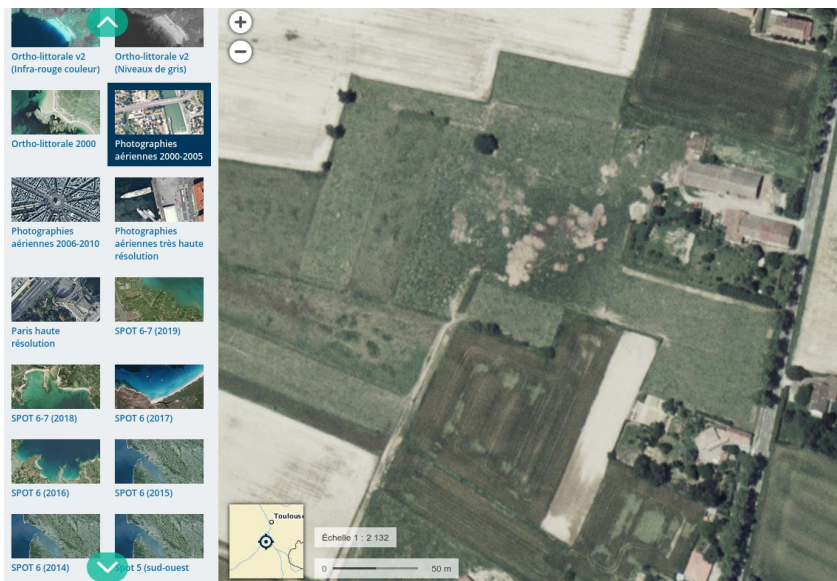 Ortho-littorale v2
(Infra-rouge couleur)
Ortho-littorale v2
(Niveaux de gris)
Ortho-littorale 2000
Photographies
aériennes 2000-2005
Photographies
aériennes 2006-2010
Photographies
aériennes très haute
résolution
Paris haute
résolution
SPOT 6-7 (2019)
SPOT 6-7 (2018)
SPOT 6 (2017)
SPOT 6 (2016)
SPOT 6 (2015)
SPOT 6 (2014)
Spot 5 (sud-ouest
+
−
Toulouse
Échelle 1 : 2 132
0 50 m